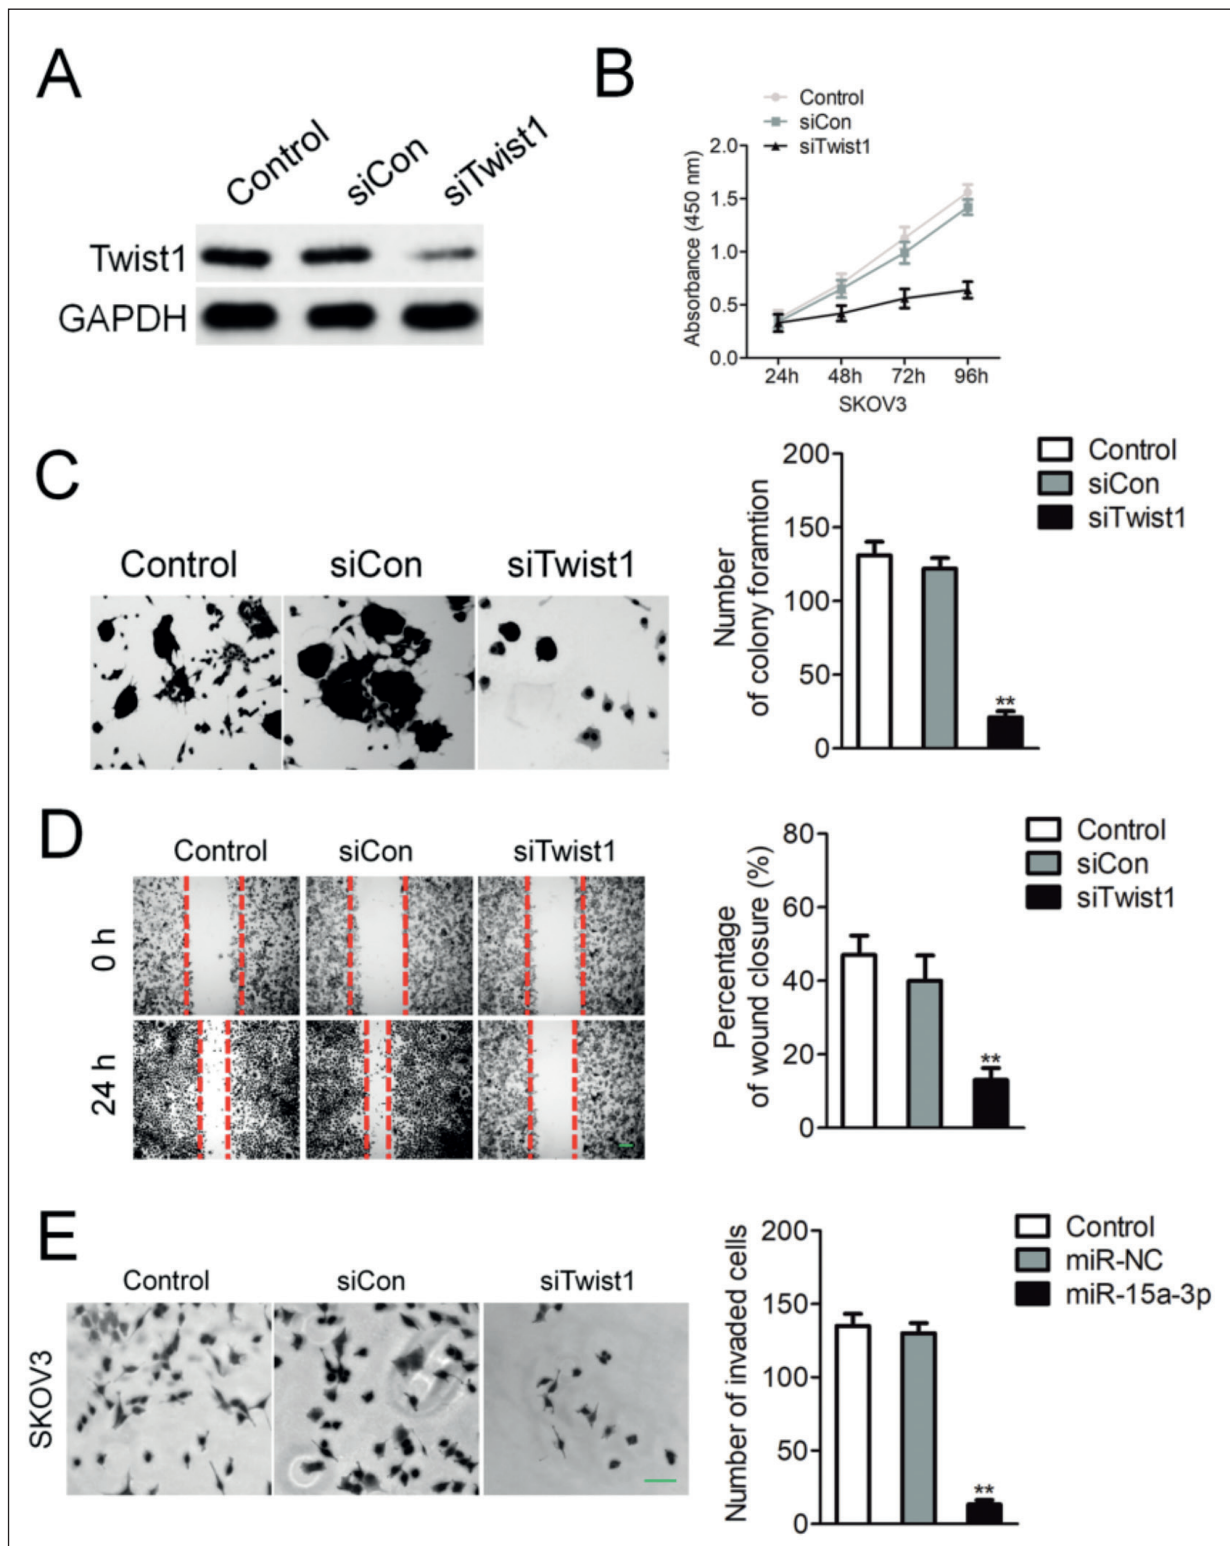 A
Control
siCon
siTwist1
Twist1
GAPDH
B
Control
siCon
siTwist1
Absorbance (450 nm)
2.0
1.5
1.0
0.5
0.0
24h 48h 72h 96h
SKOV3
C
Control siCon siTwist1
Number
of colony foramtion
200
150
100
50
0
**
Control
siCon
siTwist1
D
Control siCon siTwist1
0 h
24 h
Percentage
of wound closure (%)
80
60
40
20
0
**
Control
siCon
siTwist1
E
Control siCon siTwist1
SKOV3
Number of invaded cells
200
150
100
50
0
**
Control
miR-NC
miR-15a-3p